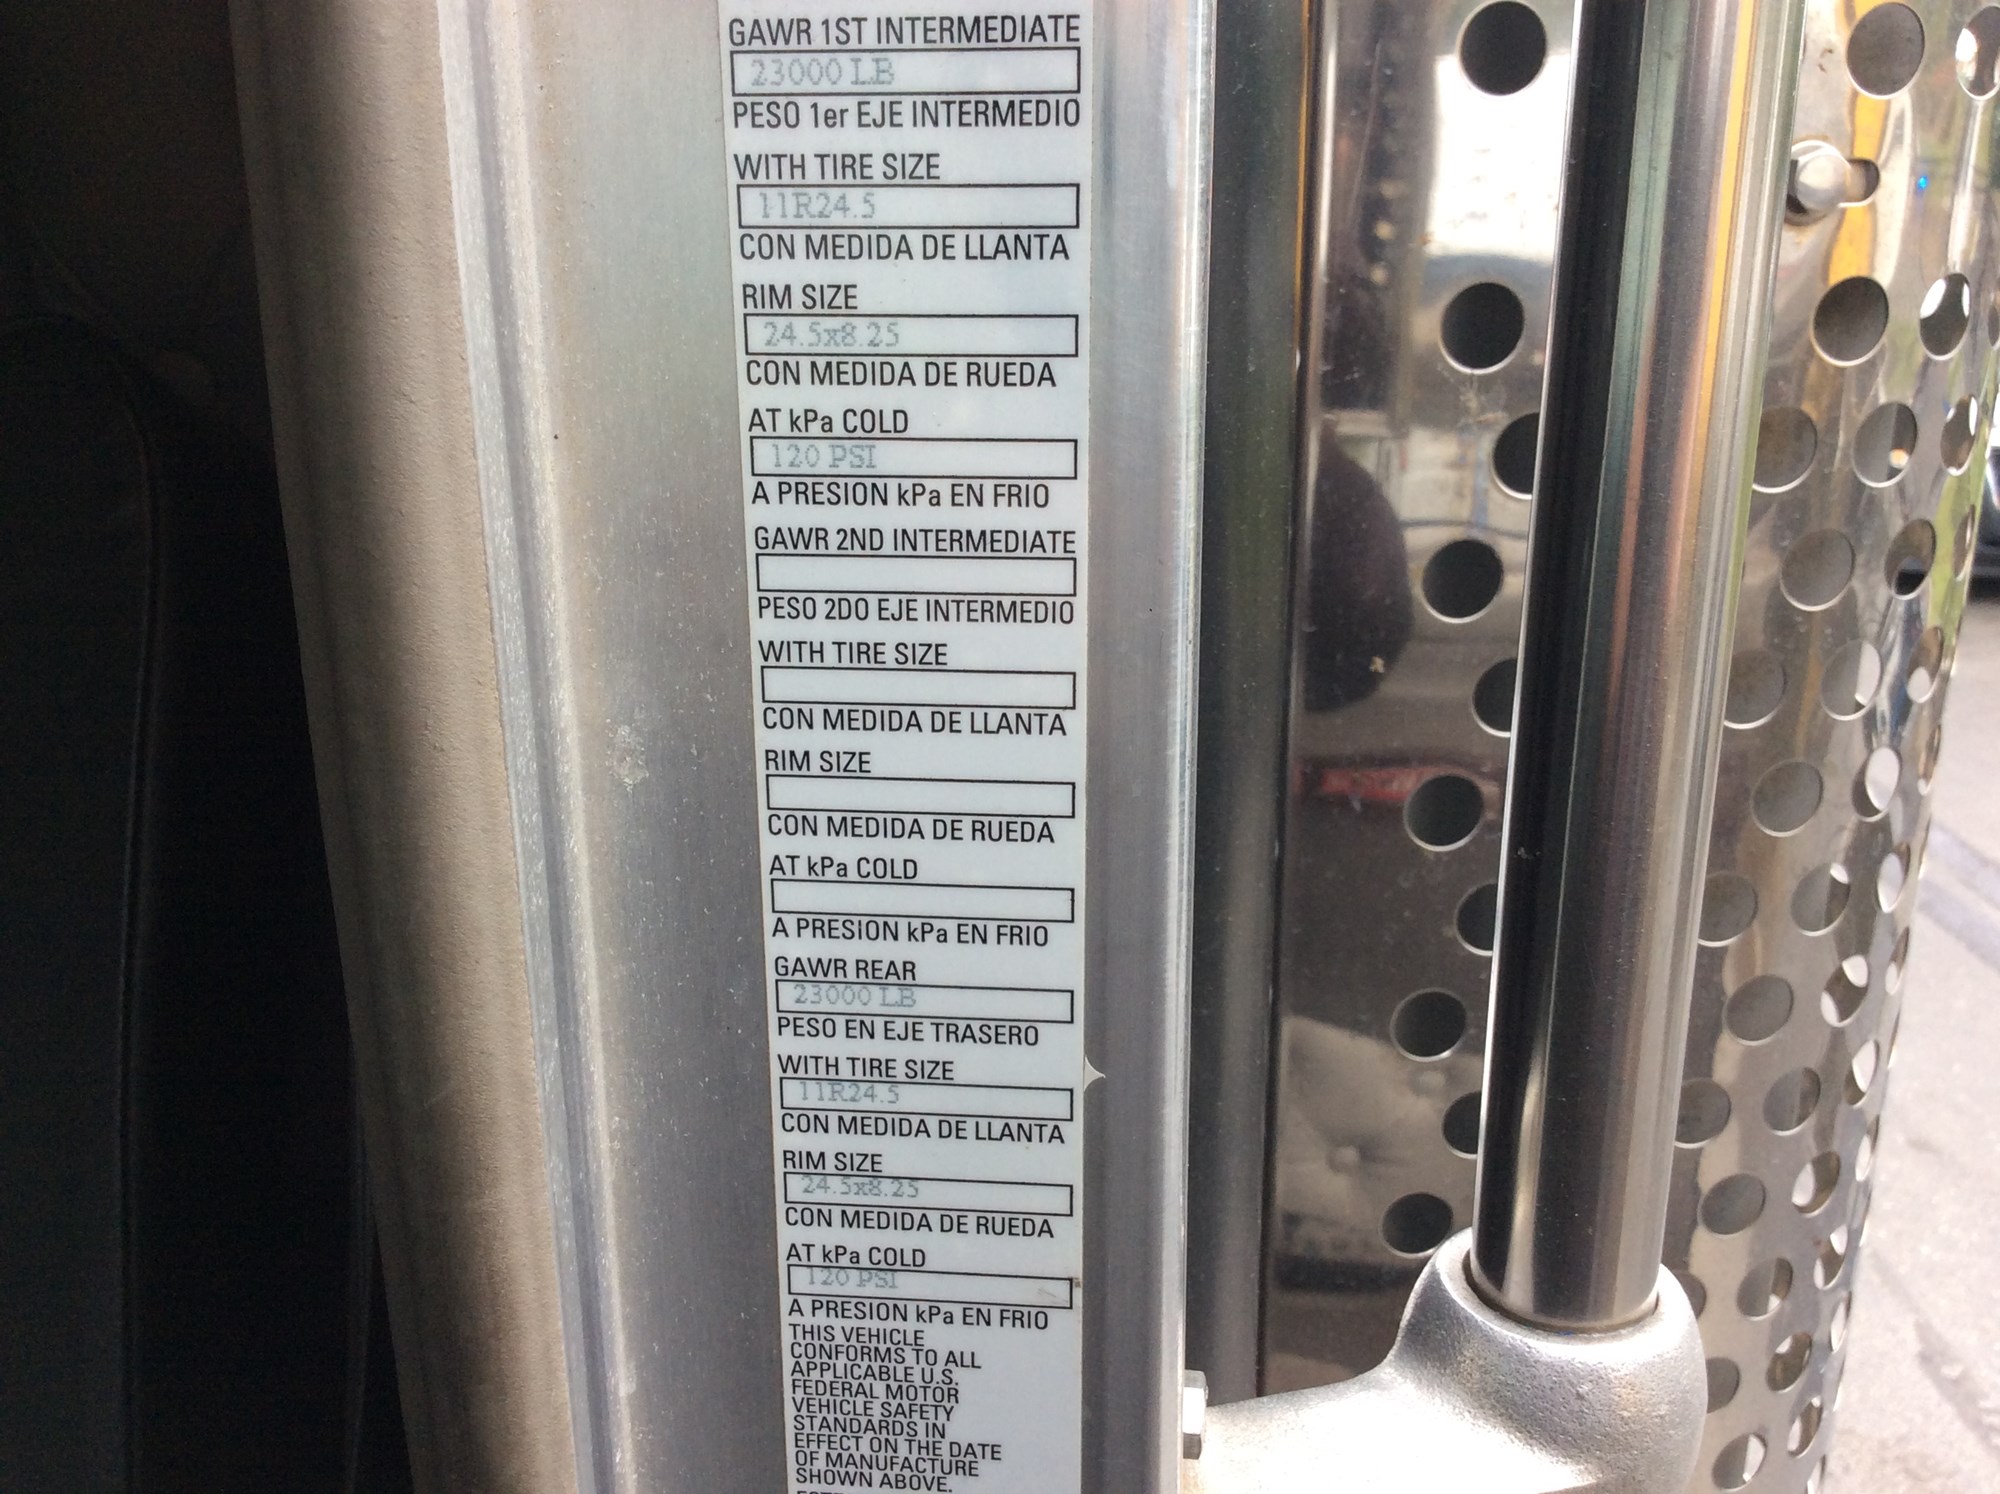 GAWR 1ST INTERMEDIATE
23000 LB
PESO 1er EJE INTERMEDIO
WITH TIRE SIZE
11R24.5
CON MEDIDA DE LLANTA
RIM SIZE
24.5x8.25
CON MEDIDA DE RUEDA
AT kPa COLD
120 PSI
A PRESION kPa EN FRIO
GAWR 2ND INTERMEDIATE
PESO 2DO EJE INTERMEDIO
WITH TIRE SIZE
CON MEDIDA DE LLANTA
RIM SIZE
CON MEDIDA DE RUEDA
AT kPa COLD
A PRESION kPa EN FRIO
GAWR REAR
23000 LB
PESO EN EJE TRASERO
WITH TIRE SIZE
11R24.5
CON MEDIDA DE LLANTA
RIM SIZE
24.5x8.25
CON MEDIDA DE RUEDA
AT kPa COLD
120 PSI
A PRESION kPa EN FRIO
THIS VEHICLE
CONFORMS TO ALL
APPLICABLE U.S.
FEDERAL MOTOR
VEHICLE SAFETY
STANDARDS IN
EFFECT ON THE DATE
OF MANUFACTURE
SHOWN ABOVE.